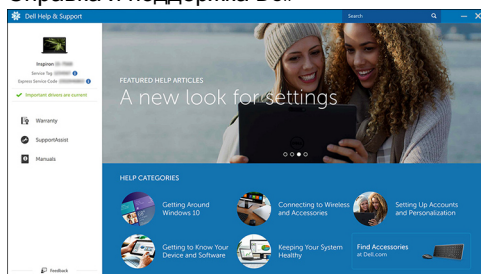 Справка и поддержка Dell
Dell Help & Support
Search
Inspiron
Service Tag
Express Service Code
Important drivers are current
Warranty
SupportAssist
Manuals
Feedback
FEATURED HELP ARTICLES
A new look for settings
HELP CATEGORIES
Getting Around
Windows 10
Connecting to Wireless
and Accessories
Setting Up Accounts
and Personalization
Getting to Know Your
Device and Software
Keeping Your System
Healthy
Find Accessories
at Dell.com